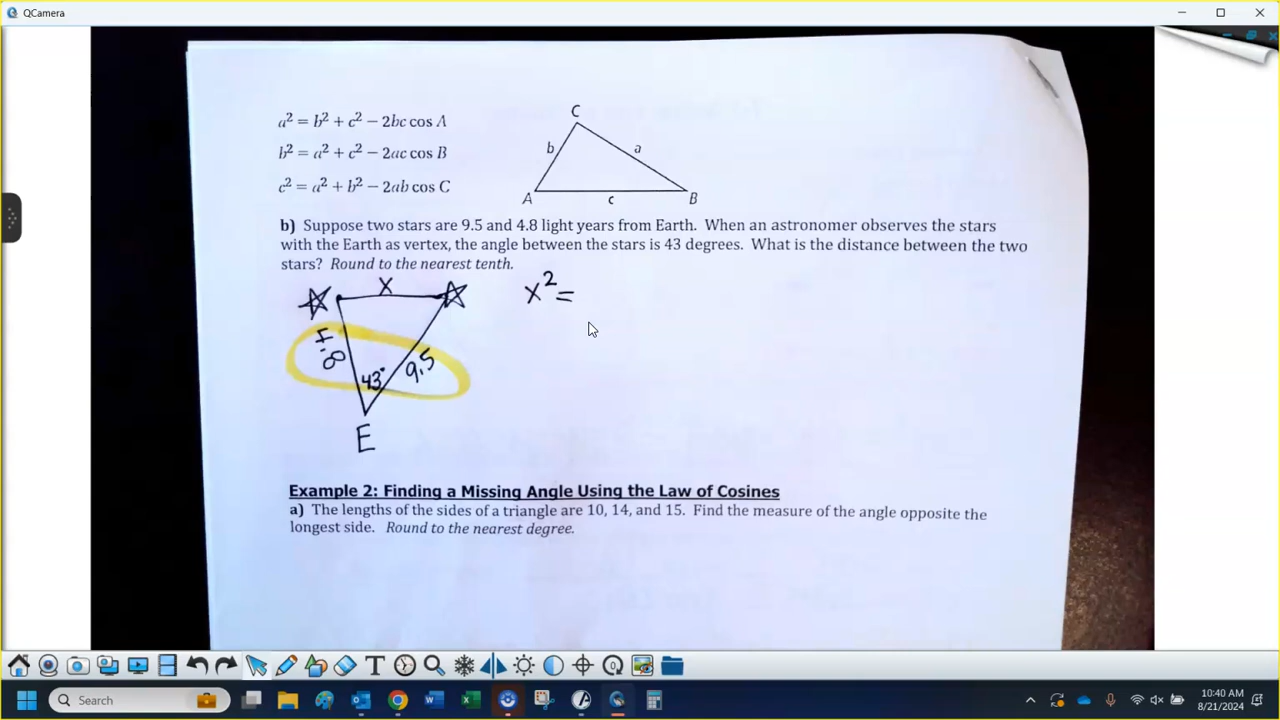 QCamera
a² = b² + c² − 2bc cos A
b² = a² + c² − 2ac cos B
c² = a² + b² − 2ab cos C
C
b
a
A
c
B
b) Suppose two stars are 9.5 and 4.8 light years from Earth. When an astronomer observes the stars
with the Earth as vertex, the angle between the stars is 43 degrees. What is the distance between the two
stars? Round to the nearest tenth.
x
x² =
4.8
43°
9.5
E
Example 2: Finding a Missing Angle Using the Law of Cosines
a) The lengths of the sides of a triangle are 10, 14, and 15. Find the measure of the angle opposite the
longest side. Round to the nearest degree.
Search
10:40 AM
8/21/2024